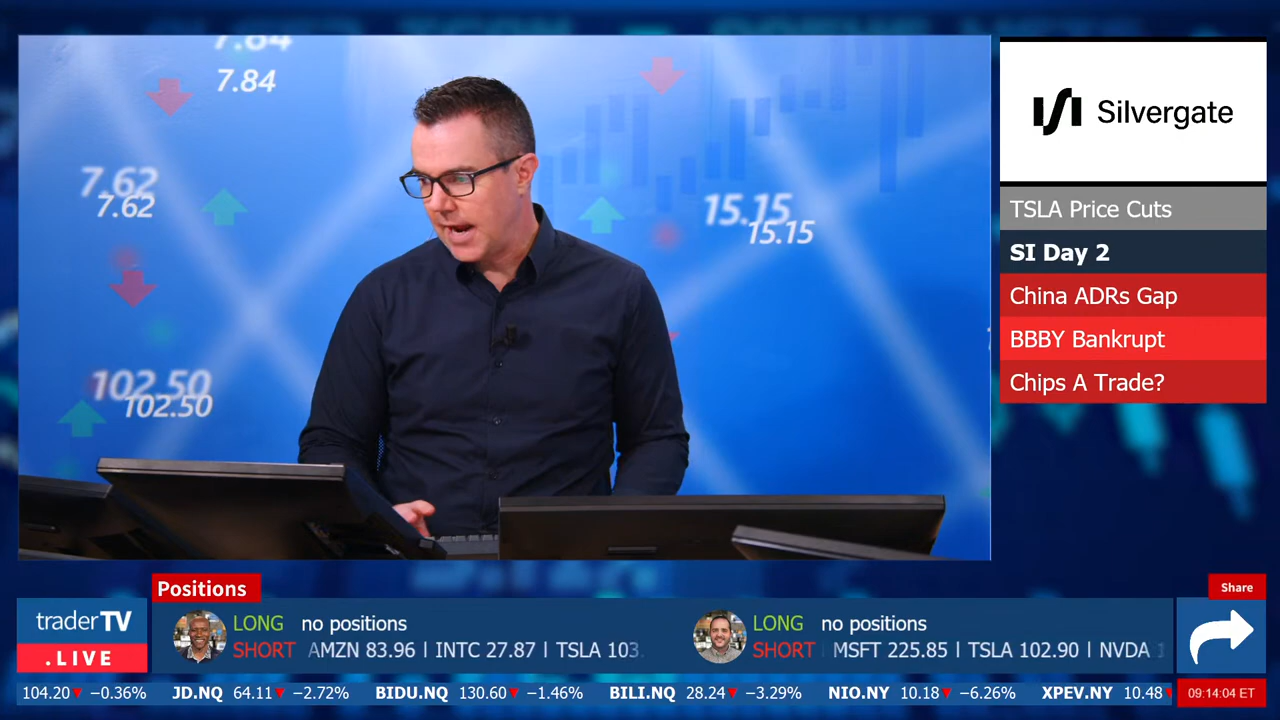 7.84
7.84
7.62
7.62
15.15
15.15
102.50
102.50
Silvergate
TSLA Price Cuts
SI Day 2
China ADRs Gap
BBBY Bankrupt
Chips A Trade?
Positions
Share
traderTV
.LIVE
LONG no positions
SHORT AMZN 83.96 | INTC 27.87 | TSLA 103.
LONG no positions
SHORT MSFT 225.85 | TSLA 102.90 | NVDA
104.20 −0.36% JD.NQ 64.11 −2.72% BIDU.NQ 130.60 −1.46% BILI.NQ 28.24 −3.29% NIO.NY 10.18 −6.26% XPEV.NY 10.48
09:14:04 ET